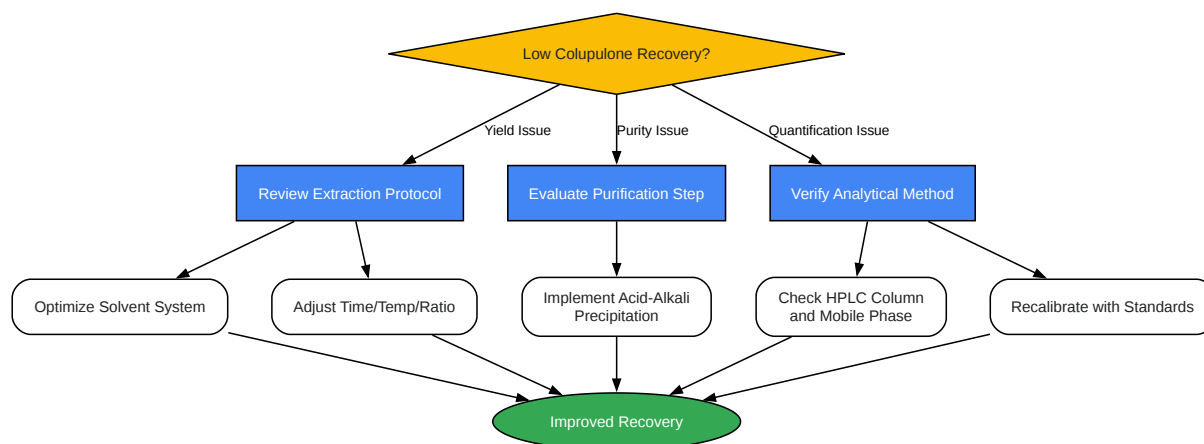 Low Colupulone Recovery?
Yield Issue
Purity Issue
Quantification Issue
Review Extraction Protocol
Evaluate Purification Step
Verify Analytical Method
Optimize Solvent System
Adjust Time/Temp/Ratio
Implement Acid-Alkali
Precipitation
Check HPLC Column
and Mobile Phase
Recalibrate with Standards
Improved Recovery